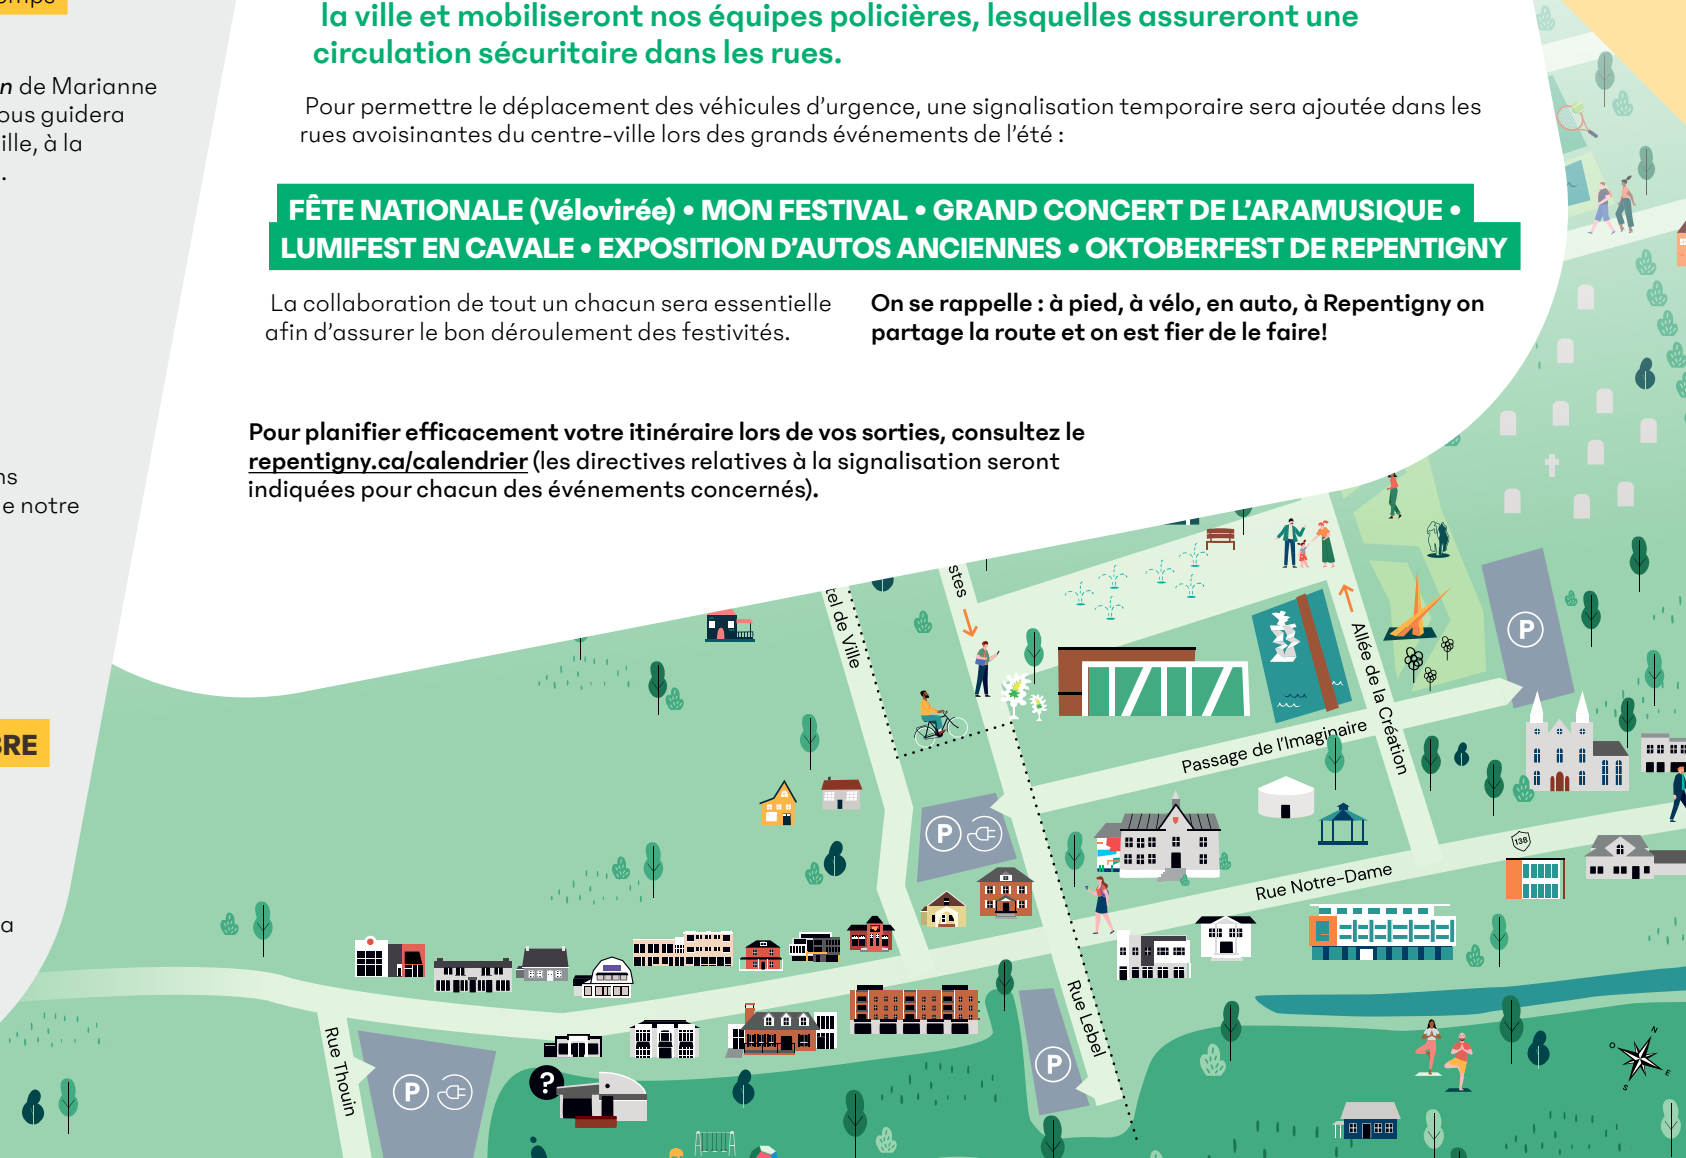 de Marianne
guidera
à la
notre
la ville et mobiliseront nos équipes policières, lesquelles assureront une
circulation sécuritaire dans les rues.
Pour permettre le déplacement des véhicules d’urgence, une signalisation temporaire sera ajoutée dans les
rues avoisinantes du centre-ville lors des grands événements de l’été :
FÊTE NATIONALE (Vélovirée) • MON FESTIVAL • GRAND CONCERT DE L’ARAMUSIQUE •
LUMIFEST EN CAVALE • EXPOSITION D’AUTOS ANCIENNES • OKTOBERFEST DE REPENTIGNY
La collaboration de tout un chacun sera essentielle
afin d’assurer le bon déroulement des festivités.
On se rappelle : à pied, à vélo, en auto, à Repentigny on
partage la route et on est fier de le faire!
Pour planifier efficacement votre itinéraire lors de vos sorties, consultez le
repentigny.ca/calendrier (les directives relatives à la signalisation seront
indiquées pour chacun des événements concernés).
de Ville
Allée de la Création
P
Passage de l’Imaginaire
P
138
Rue Notre-Dame
Rue Lebel
Rue Thouin
P
P
?
N
O
E
S